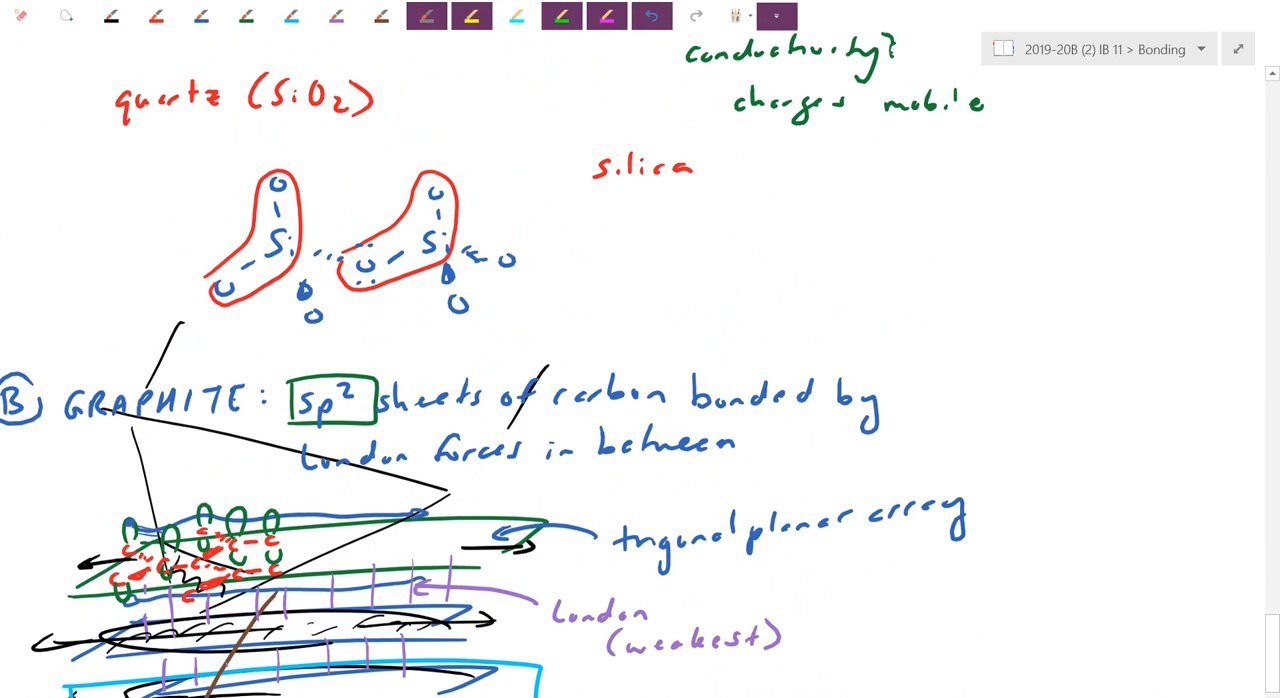 2019-20B (2) IB 11 > Bonding
conductivity?
charges mobile
quartz (SiO2)
silica
O O
Si O Si O
O
O O
B) GRAPHITE: sp² sheets of carbon bonded by
London forces in between
trigonal planar array
C C C
C C C C
C C C
London
(weakest)